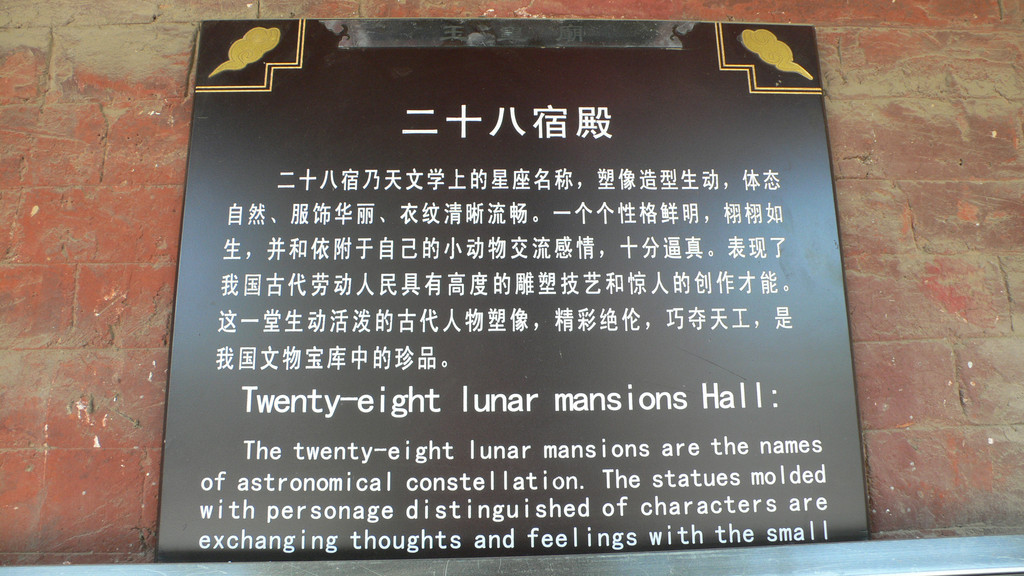 玉皇庙
二十八宿殿
二十八宿乃天文学上的星座名称，塑像造型生动，体态
自然、服饰华丽、衣纹清晰流畅。一个个性格鲜明，栩栩如
生，并和依附于自己的小动物交流感情，十分逼真。表现了
我国古代劳动人民具有高度的雕塑技艺和惊人的创作才能。
这一堂生动活泼的古代人物塑像，精彩绝伦，巧夺天工，是
我国文物宝库中的珍品。
Twenty-eight lunar mansions Hall:
The twenty-eight lunar mansions are the names
of astronomical constellation. The statues molded
with personage distinguished of characters are
exchanging thoughts and feelings with the small